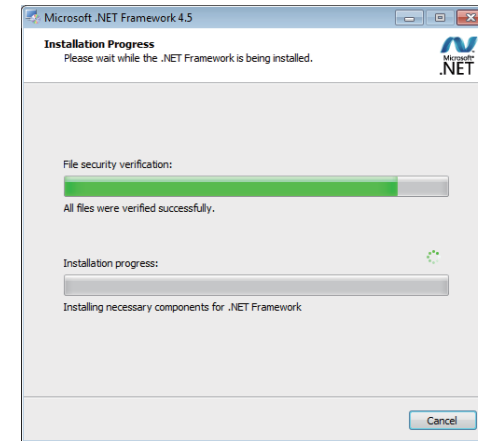 Microsoft .NET Framework 4.5
Installation Progress
Please wait while the .NET Framework is being installed.
Microsoft®
.NET
File security verification:
All files were verified successfully.
Installation progress:
Installing necessary components for .NET Framework
Cancel